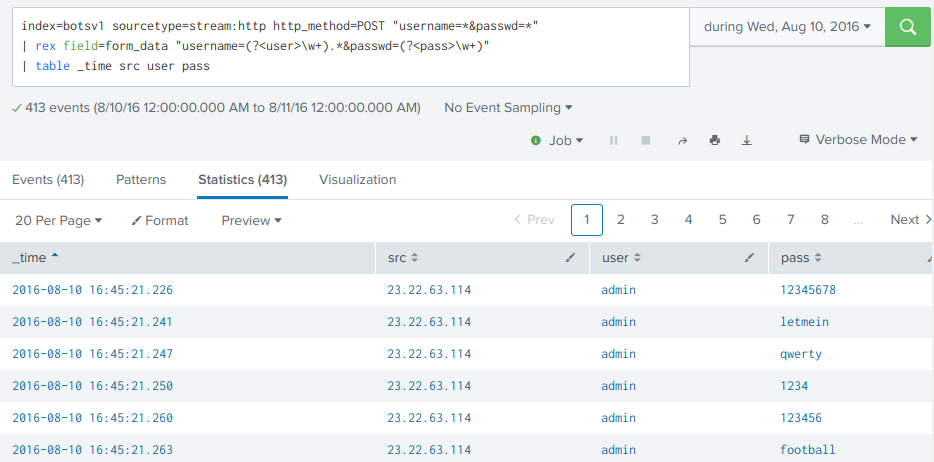 index=botsv1 sourcetype=stream:http http_method=POST "username=*&passwd=*"
| rex field=form_data "username=(?<user>\w+).*&passwd=(?<pass>\w+)"
| table _time src user pass
during Wed, Aug 10, 2016
413 events (8/10/16 12:00:00.000 AM to 8/11/16 12:00:00.000 AM) No Event Sampling
Job Verbose Mode
Events (413) Patterns Statistics (413) Visualization
20 Per Page Format Preview < Prev 1 2 3 4 5 6 7 8 ... Next >
_time src user pass
2016-08-10 16:45:21.226 23.22.63.114 admin 12345678
2016-08-10 16:45:21.241 23.22.63.114 admin letmein
2016-08-10 16:45:21.247 23.22.63.114 admin qwerty
2016-08-10 16:45:21.250 23.22.63.114 admin 1234
2016-08-10 16:45:21.260 23.22.63.114 admin 123456
2016-08-10 16:45:21.263 23.22.63.114 admin football